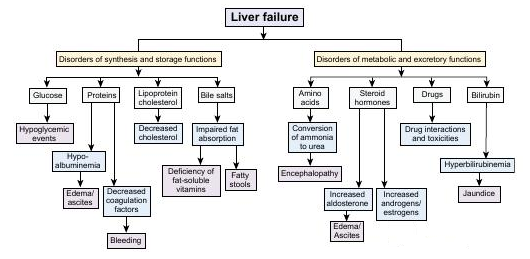 Liver failure
Disorders of synthesis and storage functions
Disorders of metabolic and excretory functions
Glucose
Proteins
Lipoprotein
cholesterol
Bile salts
Amino
acids
Steroid
hormones
Drugs
Bilirubin
Hypoglycemic
events
Decreased
cholesterol
Impaired fat
absorption
Conversion
of ammonia
to urea
Drug interactions
and toxicities
Hypo-
albuminemia
Hyperbilirubinemia
Deficiency of
fat-soluble
vitamins
Fatty
stools
Encephalopathy
Edema/
ascites
Decreased
coagulation
factors
Increased
aldosterone
Increased
androgens/
estrogens
Jaundice
Bleeding
Edema/
Ascites